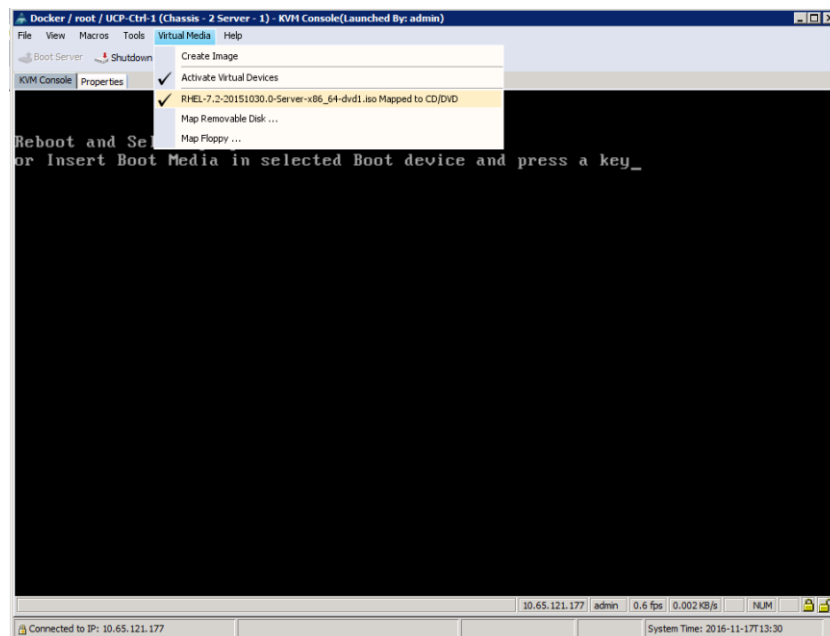 Docker / root / UCP-Ctrl-1 (Chassis - 2 Server - 1) - KVM Console(Launched By: admin)
File View Macros Tools Virtual Media Help
Boot Server Shutdown
Create Image
KVM Console Properties
Activate Virtual Devices
RHEL-7.2-20151030.0-Server-x86_64-dvd1.iso Mapped to CD/DVD
Map Removable Disk ...
Map Floppy ...
Reboot and
or Insert Boot Media in selected Boot device and press a key_
10.65.121.177 admin 0.6 fps 0.002 KB/s NUM
Connected to IP: 10.65.121.177 System Time: 2016-11-17T13:30